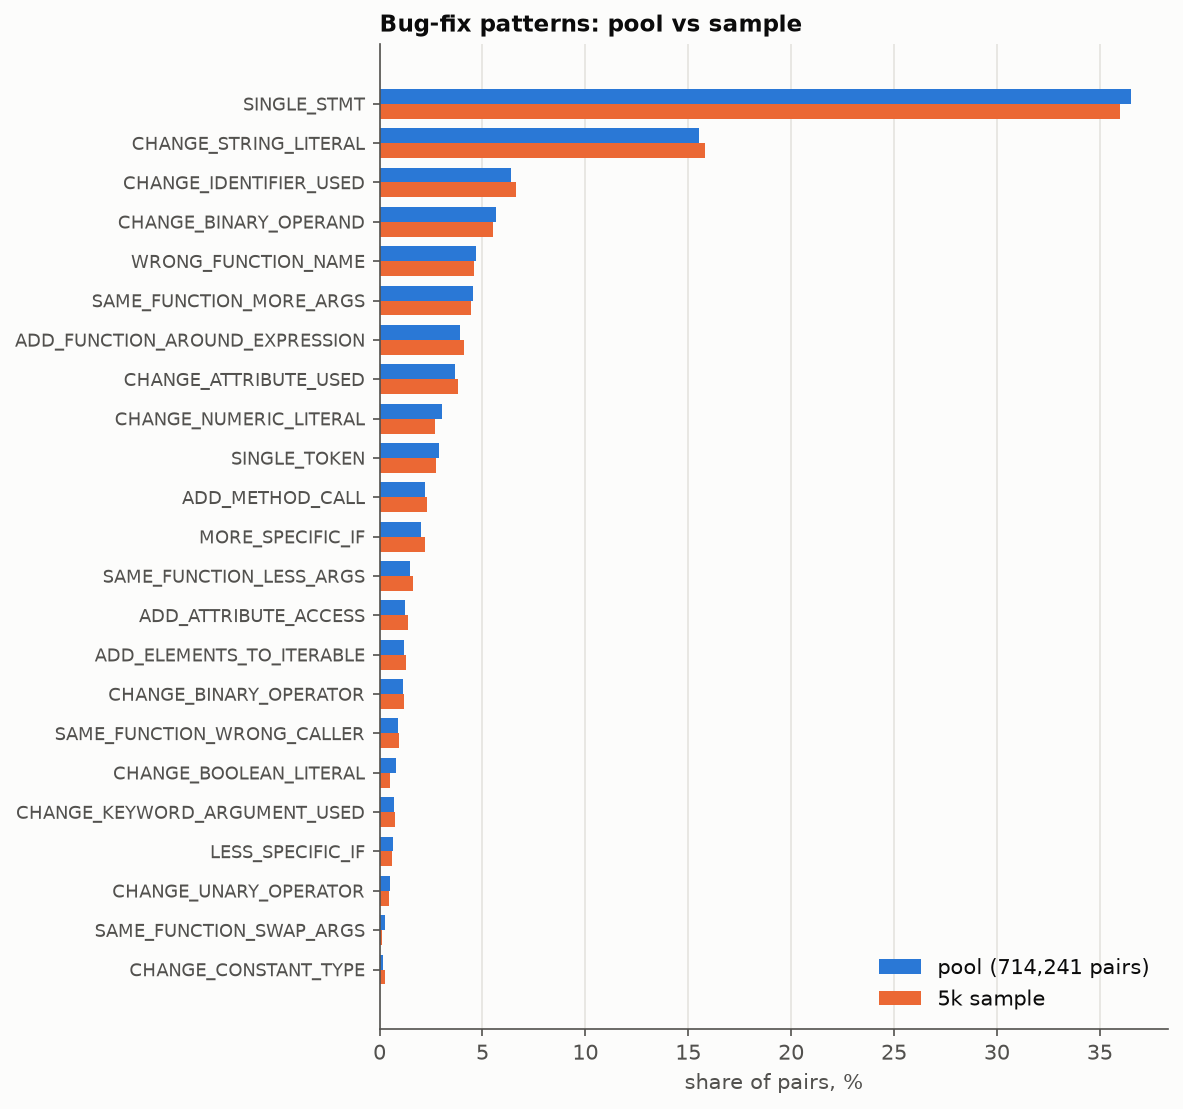 Bug-fix patterns: pool vs sample
SINGLE_STMT
CHANGE_STRING_LITERAL
CHANGE_IDENTIFIER_USED
CHANGE_BINARY_OPERAND
WRONG_FUNCTION_NAME
SAME_FUNCTION_MORE_ARGS
ADD_FUNCTION_AROUND_EXPRESSION
CHANGE_ATTRIBUTE_USED
CHANGE_NUMERIC_LITERAL
SINGLE_TOKEN
ADD_METHOD_CALL
MORE_SPECIFIC_IF
SAME_FUNCTION_LESS_ARGS
ADD_ATTRIBUTE_ACCESS
ADD_ELEMENTS_TO_ITERABLE
CHANGE_BINARY_OPERATOR
SAME_FUNCTION_WRONG_CALLER
CHANGE_BOOLEAN_LITERAL
CHANGE_KEYWORD_ARGUMENT_USED
LESS_SPECIFIC_IF
CHANGE_UNARY_OPERATOR
SAME_FUNCTION_SWAP_ARGS
CHANGE_CONSTANT_TYPE
pool (714,241 pairs)
5k sample
0 5 10 15 20 25 30 35
share of pairs, %